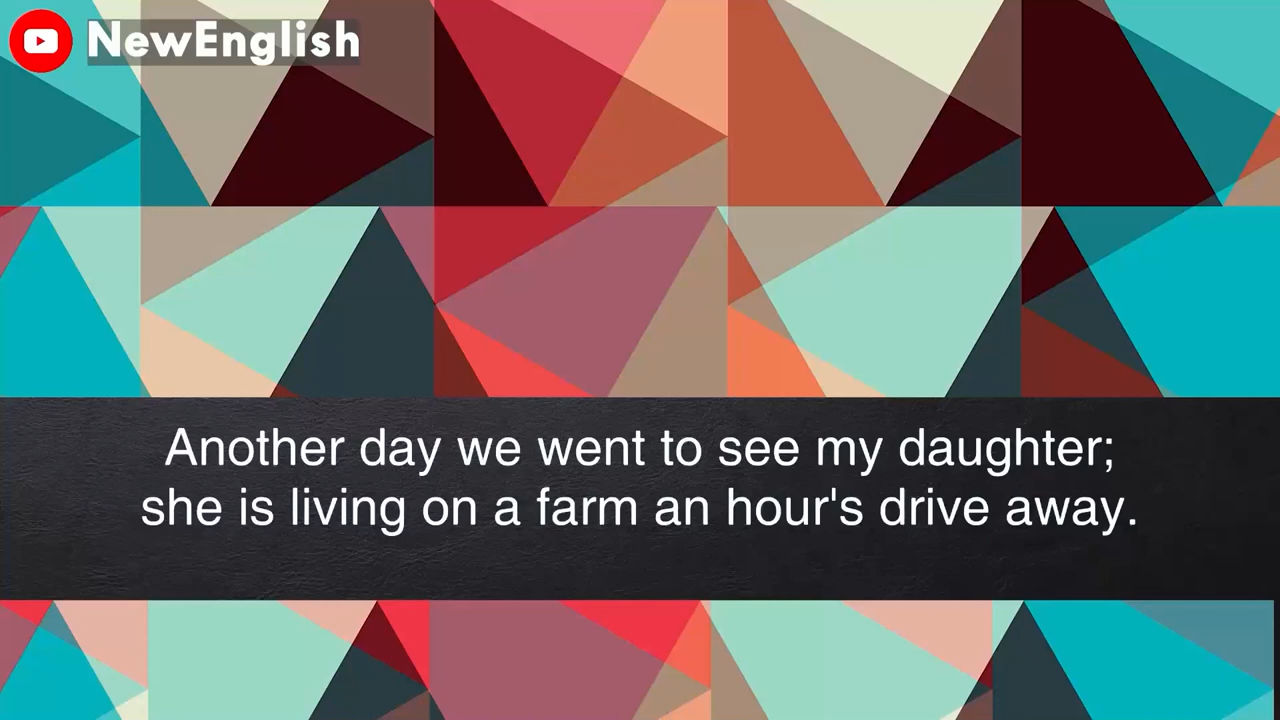 NewEnglish
Another day we went to see my daughter;
she is living on a farm an hour's drive away.